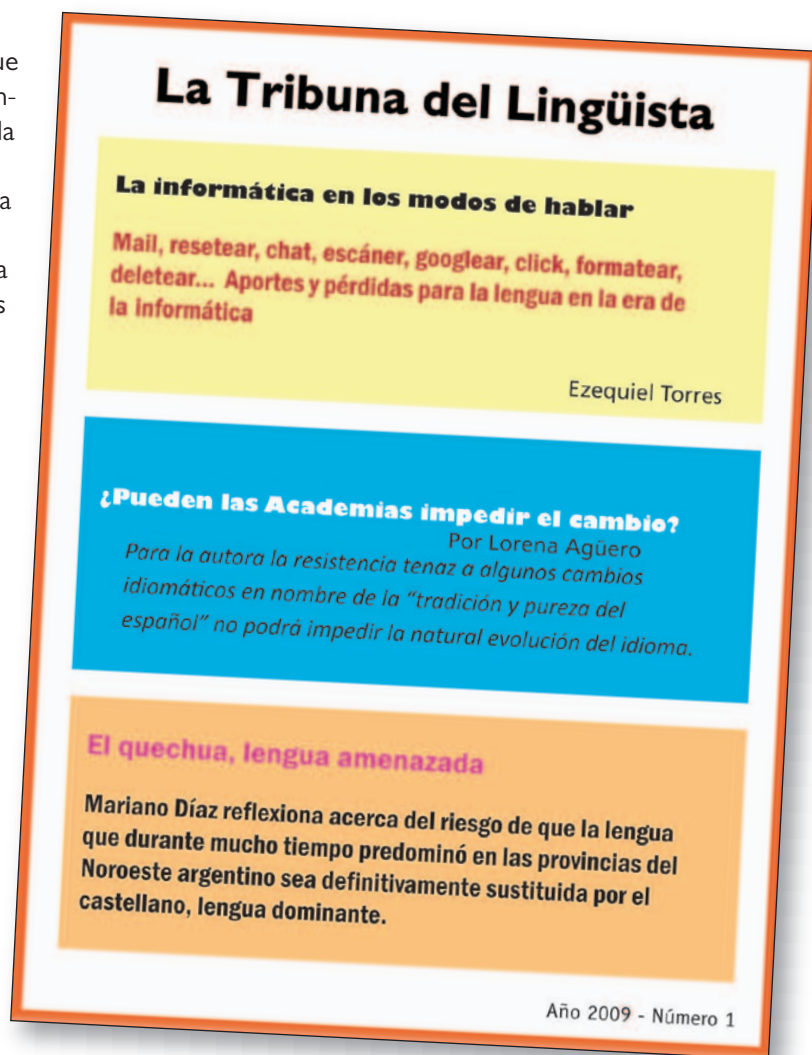 La Tribuna del Lingüista
La informática en los modos de hablar
Mail, resetear, chat, escáner, googlear, click, formatear,
deletear... Aportes y pérdidas para la lengua en la era de
la informática
Ezequiel Torres
¿Pueden las Academias impedir el cambio?
Por Lorena Agüero
Para la autora la resistencia tenaz a algunos cambios
idiomáticos en nombre de la “tradición y pureza del
español” no podrá impedir la natural evolución del idioma.
El quechua, lengua amenazada
Mariano Díaz reflexiona acerca del riesgo de que la lengua
que durante mucho tiempo predominó en las provincias del
Noroeste argentino sea definitivamente sustituida por el
castellano, lengua dominante.
Año 2009 - Número 1